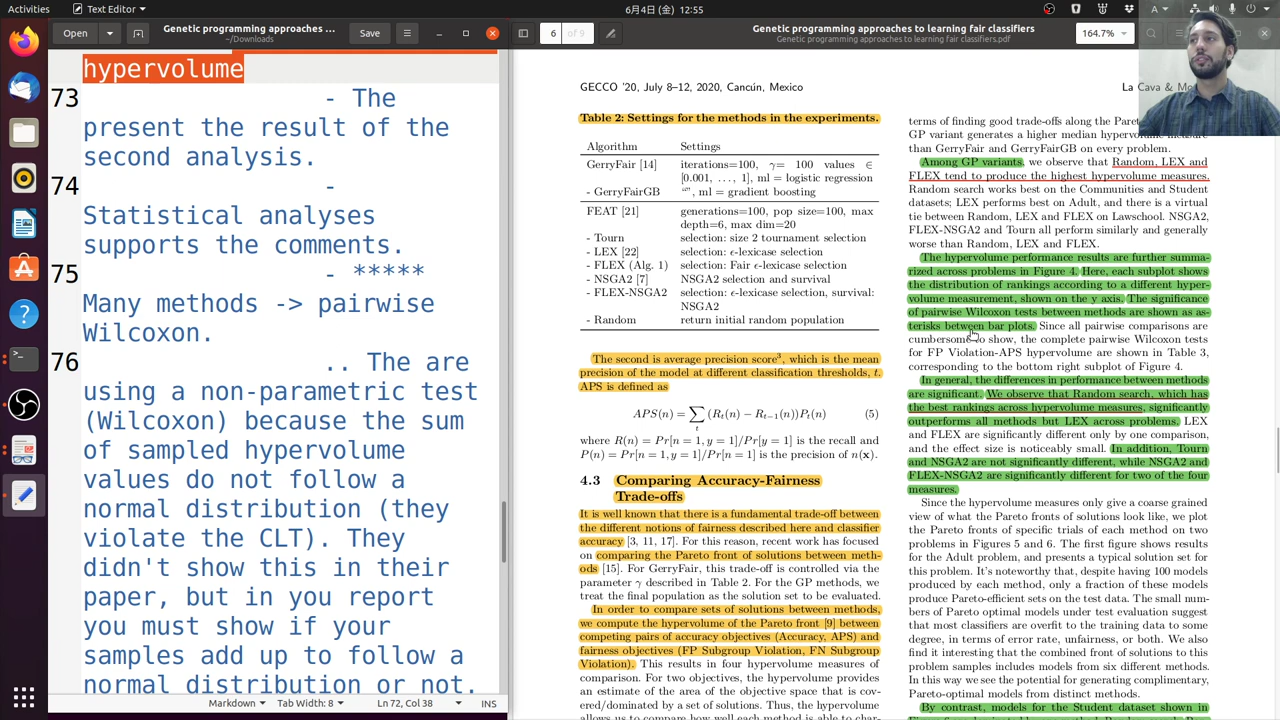 Activities
Text Editor
6月4日 (金) 12:55
A
Open
Genetic programming approaches ...
~/Downloads
Save
6
of 9
Genetic programming approaches to learning fair classifiers
Genetic programming approaches to learning fair classifiers.pdf
164.7%
hypervolume
73 - The
present the result of the
second analysis.
74 -
Statistical analyses
supports the comments.
75 - *****
Many methods -> pairwise
Wilcoxon.
76 .. The are
using a non-parametric test
(Wilcoxon) because the sum
of sampled hypervolume
values do not follow a
normal distribution (they
violate the CLT). They
didn't show this in their
paper, but in you report
you must show if your
samples add up to follow a
normal distribution or not.
Markdown
Tab Width: 8
Ln 72, Col 38
INS
GECCO '20, July 8–12, 2020, Cancún, Mexico
La Cava & Mo
Table 2: Settings for the methods in the experiments.
Algorithm Settings
GerryFair [14] iterations=100, γ= 100 values ∈
[0.001, ..., 1], ml = logistic regression
- GerryFairGB “”, ml = gradient boosting
FEAT [21] generations=100, pop size=100, max
depth=6, max dim=20
- Tourn selection: size 2 tournament selection
- LEX [22] selection: ϵ-lexicase selection
- FLEX (Alg. 1) selection: Fair ϵ-lexicase selection
- NSGA2 [7] NSGA2 selection and survival
- FLEX-NSGA2 selection: ϵ-lexicase selection, survival:
NSGA2
- Random return initial random population
The second is average precision score³, which is the mean
precision of the model at different classification thresholds, t.
APS is defined as
APS(n) = ∑ (Rt(n) − Rt−1(n))Pt(n) (5)
t
where R(n) = Pr[n = 1, y = 1]/Pr[y = 1] is the recall and
P(n) = Pr[n = 1, y = 1]/Pr[n = 1] is the precision of n(x).
4.3 Comparing Accuracy-Fairness
Trade-offs
It is well known that there is a fundamental trade-off between
the different notions of fairness described here and classifier
accuracy [3, 11, 17]. For this reason, recent work has focused
on comparing the Pareto front of solutions between meth-
ods [15]. For GerryFair, this trade-off is controlled via the
parameter γ described in Table 2. For the GP methods, we
treat the final population as the solution set to be evaluated.
In order to compare sets of solutions between methods,
we compute the hypervolume of the Pareto front [9] between
competing pairs of accuracy objectives (Accuracy, APS) and
fairness objectives (FP Subgroup Violation, FN Subgroup
Violation). This results in four hypervolume measures of
comparison. For two objectives, the hypervolume provides
an estimate of the area of the objective space that is cov-
ered/dominated by a set of solutions. Thus, the hypervolume
allows us to compare how well each method is able to char-
terms of finding good trade-offs along the Pare
GP variant generates a higher median hypervolume measure
than GerryFair and GerryFairGB on every problem.
Among GP variants, we observe that Random, LEX and
FLEX tend to produce the highest hypervolume measures.
Random search works best on the Communities and Student
datasets; LEX performs best on Adult, and there is a virtual
tie between Random, LEX and FLEX on Lawschool. NSGA2,
FLEX-NSGA2 and Tourn all perform similarly and generally
worse than Random, LEX and FLEX.
The hypervolume performance results are further summa-
rized across problems in Figure 4. Here, each subplot shows
the distribution of rankings according to a different hyper-
volume measurement, shown on the y axis. The significance
of pairwise Wilcoxon tests between methods are shown as as-
terisks between bar plots. Since all pairwise comparisons are
cumbersome to show, the complete pairwise Wilcoxon tests
for FP Violation-APS hypervolume are shown in Table 3,
corresponding to the bottom right subplot of Figure 4.
In general, the differences in performance between methods
are significant. We observe that Random search, which has
the best rankings across hypervolume measures, significantly
outperforms all methods but LEX across problems. LEX
and FLEX are significantly different only by one comparison,
and the effect size is noticeably small. In addition, Tourn
and NSGA2 are not significantly different, while NSGA2 and
FLEX-NSGA2 are significantly different for two of the four
measures.
Since the hypervolume measures only give a coarse grained
view of what the Pareto fronts of solutions look like, we plot
the Pareto fronts of specific trials of each method on two
problems in Figures 5 and 6. The first figure shows results
for the Adult problem, and presents a typical solution set for
this problem. It's noteworthy that, despite having 100 models
produced by each method, only a fraction of these models
produce Pareto-efficient sets on the test data. The small num-
bers of Pareto optimal models under test evaluation suggest
that most classifiers are overfit to the training data to some
degree, in terms of error rate, unfairness, or both. We also
find it interesting that the combined front of solutions to this
problem samples includes models from six different methods.
In this way we see the potential for generating complimentary,
Pareto-optimal models from distinct methods.
By contrast, models for the Student dataset shown in